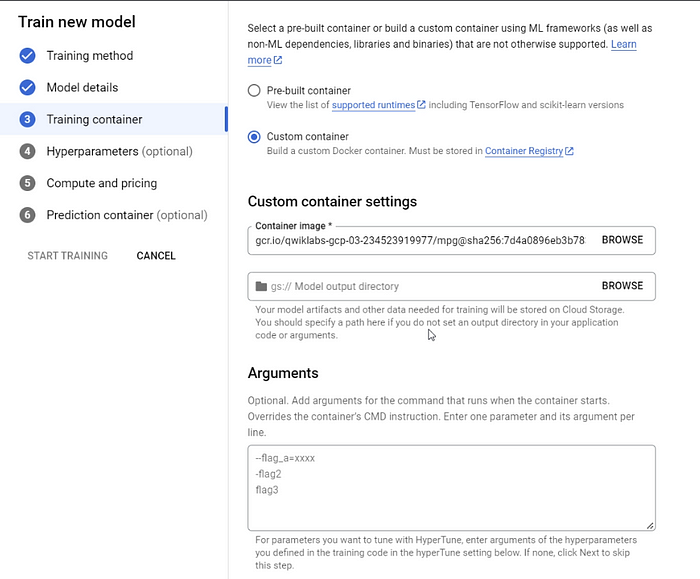 Train new model
Training method
Model details
3 Training container
4 Hyperparameters (optional)
5 Compute and pricing
6 Prediction container (optional)
START TRAINING CANCEL
Select a pre-built container or build a custom container using ML frameworks (as well as
non-ML dependencies, libraries and binaries) that are not otherwise supported. Learn
more
Pre-built container
View the list of supported runtimes including TensorFlow and scikit-learn versions
Custom container
Build a custom Docker container. Must be stored in Container Registry
Custom container settings
Container image *
gcr.io/qwiklabs-gcp-03-234523919977/mpg@sha256:7d4a0896eb3b78 BROWSE
gs:// Model output directory BROWSE
Your model artifacts and other data needed for training will be stored on Cloud Storage.
You should specify a path here if you do not set an output directory in your application
code or arguments.
Arguments
Optional. Add arguments for the command that runs when the container starts.
Overrides the container's CMD instruction. Enter one parameter and its argument per
line.
--flag_a=xxxx
-flag2
flag3
For parameters you want to tune with HyperTune, enter arguments of the hyperparameters
you defined in the training code in the hyperTune setting below. If none, click Next to skip
this step.